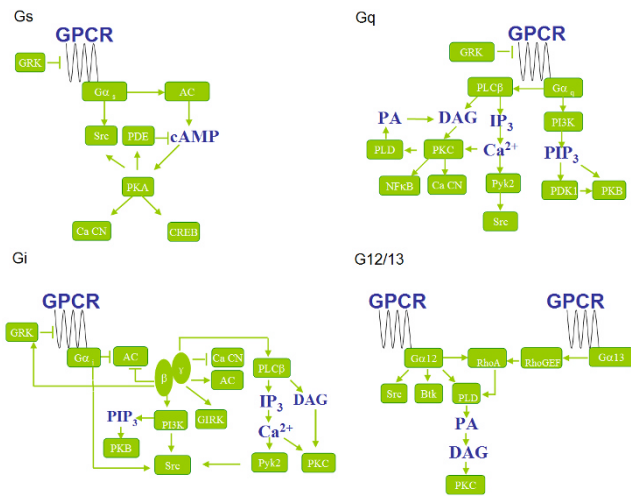 Gs
GPCR
GRK
Gα s
AC
Src
PDE
cAMP
PKA
Ca CN
CREB
Gq
GPCR
GRK
PLCβ
Gα q
PA
DAG
IP3
PI3K
PLD
PKC
Ca2+
PIP3
NFκB
Ca CN
Pyk2
PDK1
PKB
Src
Gi
GPCR
GRK
Gα i
AC
β
γ
Ca CN
AC
PLCβ
PIP3
PI3K
GIRK
IP3
DAG
PKB
Ca2+
Src
Pyk2
PKC
G12/13
GPCR
GPCR
Gα12
RhoA
RhoGEF
Gα13
Src
Btk
PLD
PA
DAG
PKC